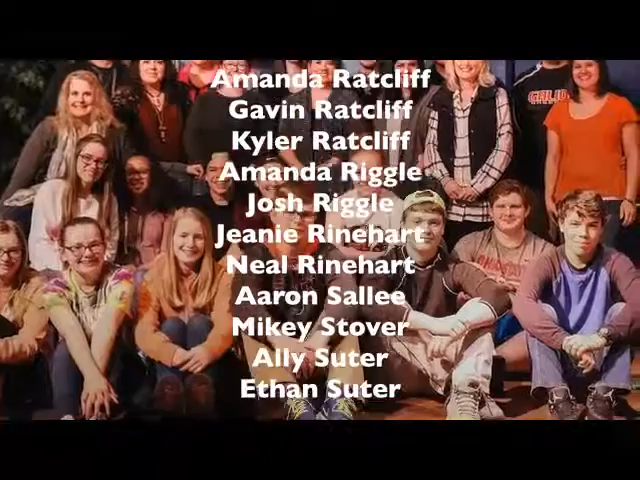 Amanda Ratcliff
Gavin Ratcliff
Kyler Ratcliff
Amanda Riggle
Josh Riggle
Jeanie Rinehart
Neal Rinehart
Aaron Sallee
Mikey Stover
Ally Suter
Ethan Suter